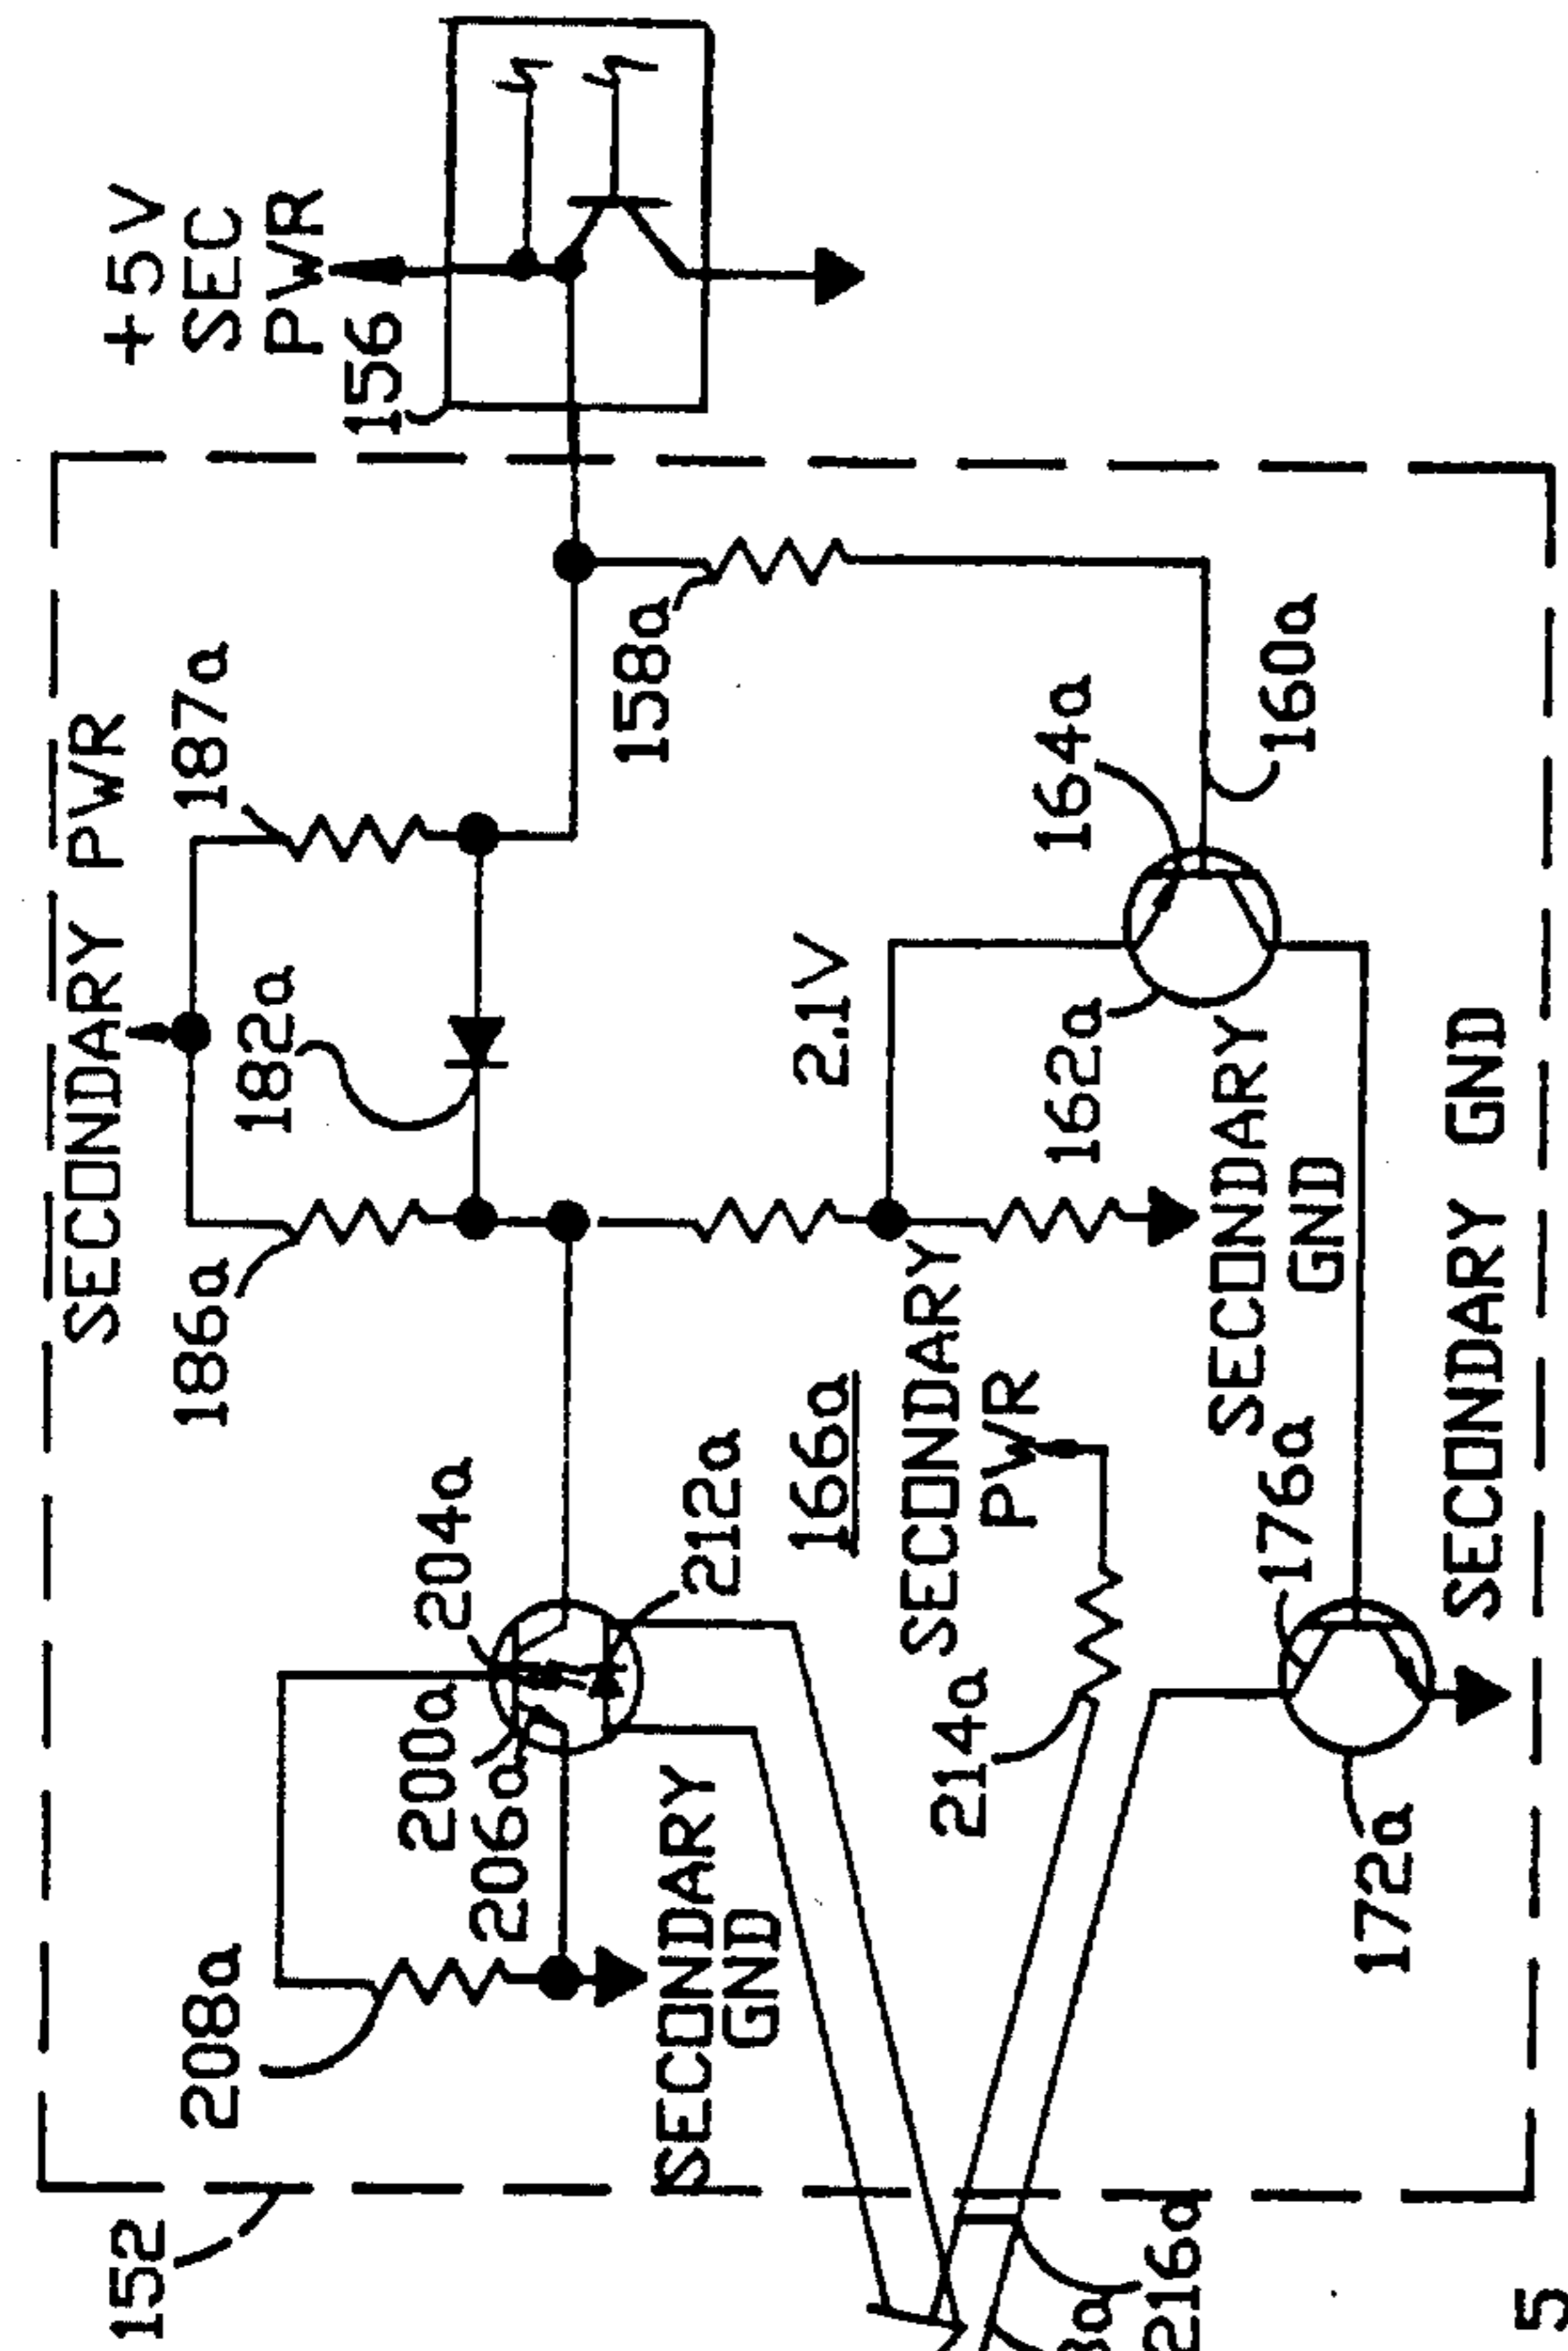 +5V
SEC
PWR
156
SECONDARY PWR
187a
186a
182a
158a
164a
160a
2.1V
162a
SECONDARY
GND
SECONDARY GND
204a
212a
166a
SECONDARY
PWR
176a
200a
206a
214a
172a
208a
SECONDARY
GND
152
216a
5